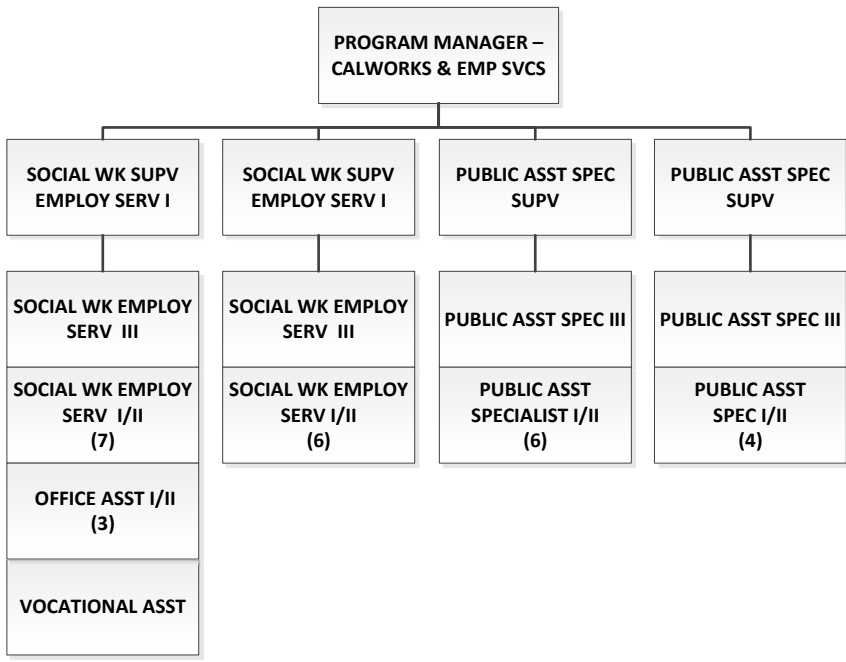 PROGRAM MANAGER –
CALWORKS & EMP SVCS
SOCIAL WK SUPV
EMPLOY SERV I
SOCIAL WK SUPV
EMPLOY SERV I
PUBLIC ASST SPEC
SUPV
PUBLIC ASST SPEC
SUPV
SOCIAL WK EMPLOY
SERV III
SOCIAL WK EMPLOY
SERV III
PUBLIC ASST SPEC III
PUBLIC ASST SPEC III
SOCIAL WK EMPLOY
SERV I/II
(7)
SOCIAL WK EMPLOY
SERV I/II
(6)
PUBLIC ASST
SPECIALIST I/II
(6)
PUBLIC ASST
SPEC I/II
(4)
OFFICE ASST I/II
(3)
VOCATIONAL ASST